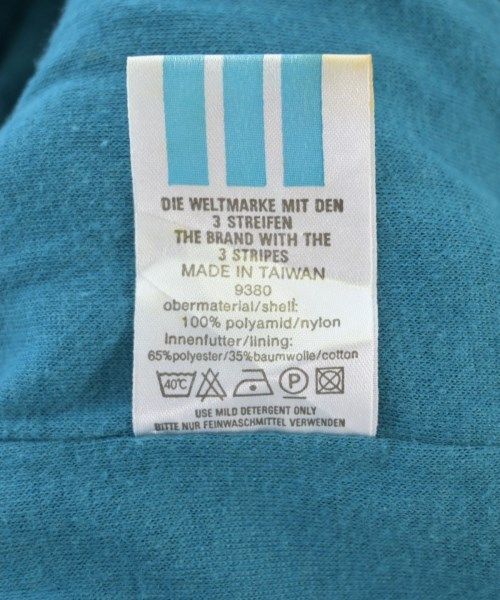 DIE WELTMARKE MIT DEN
3 STREIFEN
THE BRAND WITH THE
3 STRIPES
MADE IN TAIWAN
9380
obermaterial/shell:
100% polyamid/nylon
Innenfutter/lining:
65%polyester/35%baumwolle/cotton
40°C P
USE MILD DETERGENT ONLY
BITTE NUR FEINWASCHMITTEL VERWENDEN